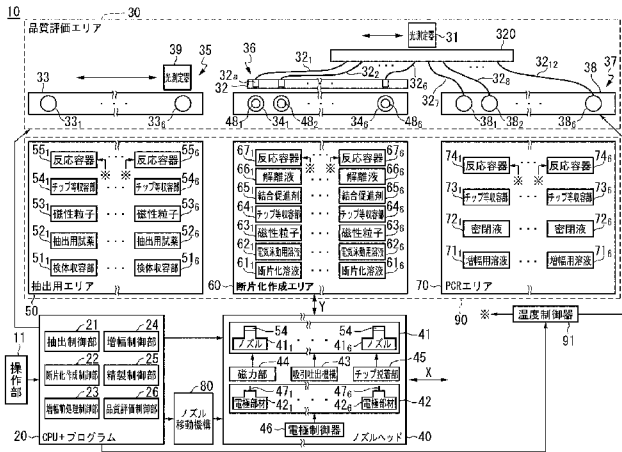 10
品質評価エリア
30
39
光測定器
35
36
32₁
32₂
32ₐ
32
光測定器
31
320
32₆
32₇
32₈
32₁₂
38
37
33
33₁
33₆
48₁
34₁
48₂
34₆
48₆
38₁
38₂
38₆
55₁
反応容器
※
※
反応容器
55₆
54₁
チップ等収容部
チップ等収容部
54₆
53₁
磁性粒子
磁性粒子
53₆
52₁
抽出用試薬
抽出用試薬
52₆
51₁
検体収容部
検体収容部
51₆
抽出用エリア
50
67₁
反応容器
※
※
反応容器
67₆
66₁
解離液
解離液
66₆
65₁
結合促進剤
結合促進剤
65₆
64₁
チップ等収容部
チップ等収容部
64₆
63₁
磁性粒子
磁性粒子
63₆
62₁
電気泳動用溶液
電気泳動用溶液
62₆
61₁
断片化溶液
断片化溶液
61₆
60
断片化作成エリア
74₁
反応容器
※
※
反応容器
74₆
73₁
チップ等収容部
チップ等収容部
73₆
72₁
密閉液
密閉液
72₆
71₁
増幅用溶液
増幅用溶液
71₆
70
PCRエリア
90
※
温度制御器
91
Y
X
11
操作部
21
抽出制御部
24
増幅制御部
22
断片化作成制御部
25
精製制御部
23
増幅前処理制御部
26
品質評価制御部
20
CPU+プログラム
80
ノズル
移動機構
54
54
41
ノズル
41₁
ノズル
41₆
44
43
45
磁力部
吸引吐出機構
チップ脱着部
47₁
47₆
42
電極部材
42₁
電極部材
42₆
46
電極制御器
ノズルヘッド
40